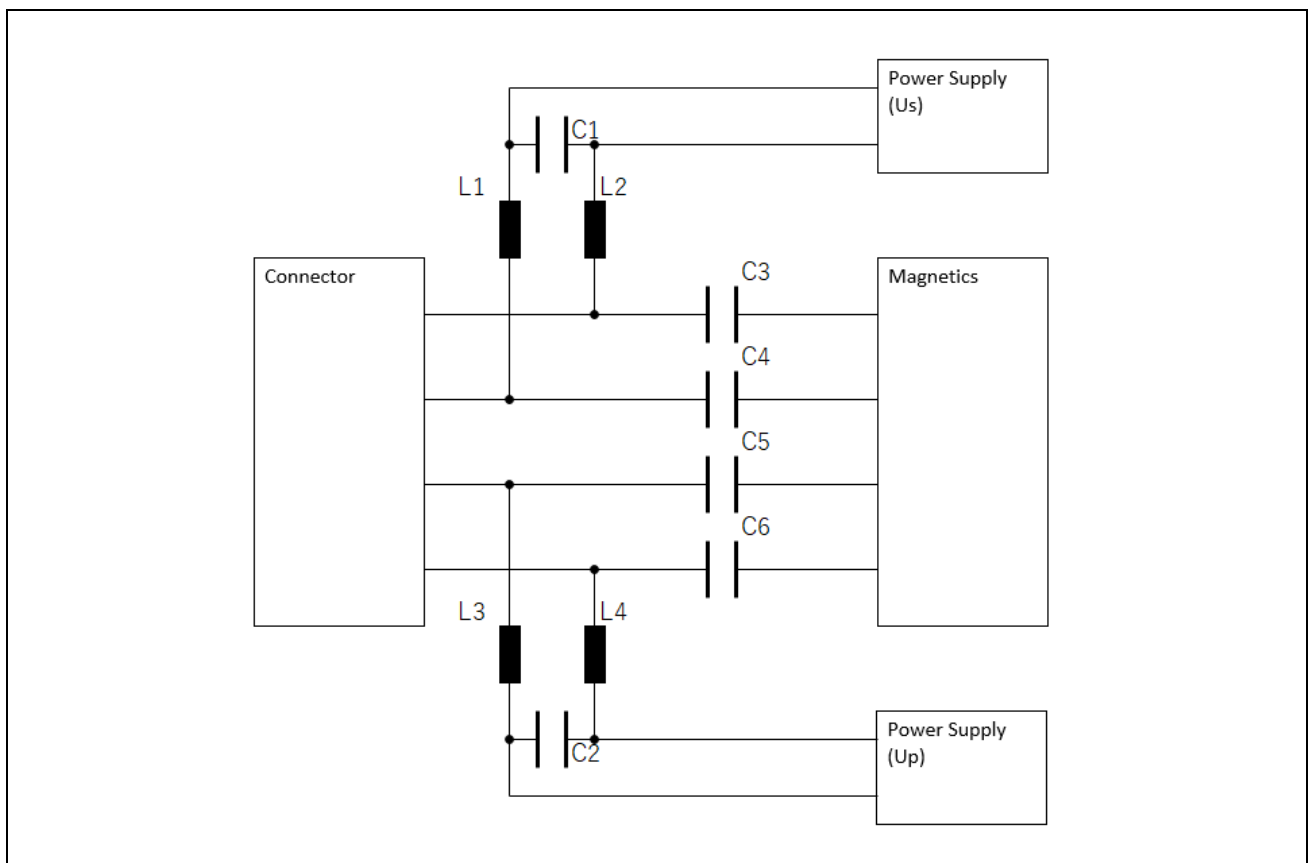 Power Supply
(Us)
C1
L1
L2
Connector
C3
Magnetics
C4
C5
C6
L3
L4
C2
Power Supply
(Up)